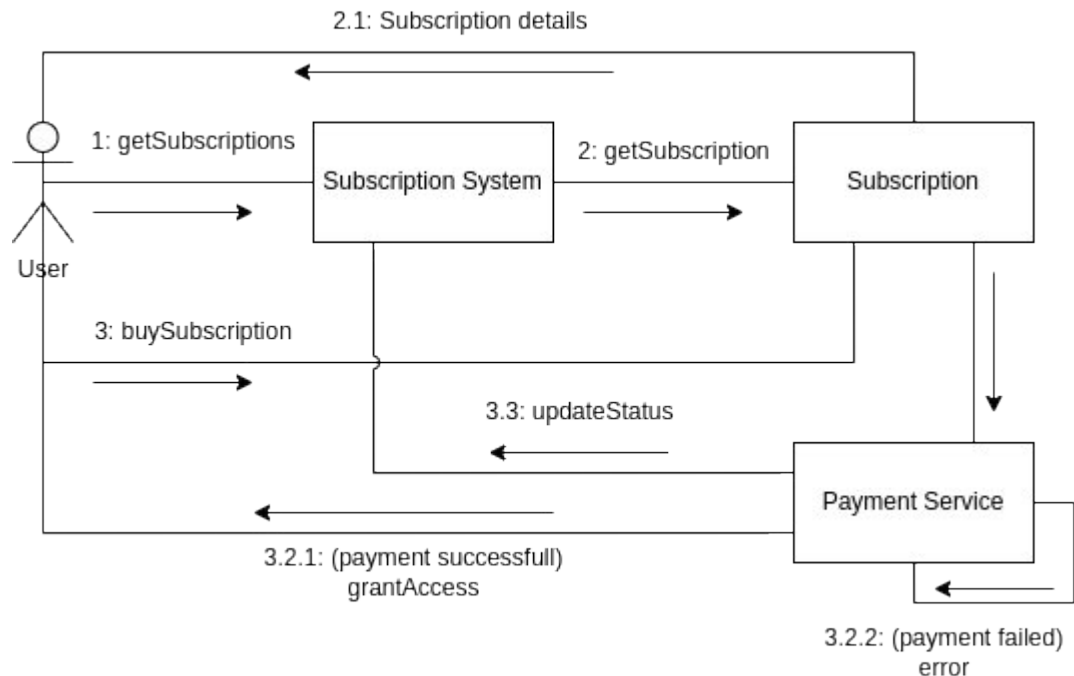 2.1: Subscription details
1: getSubscriptions
Subscription System
2: getSubscription
Subscription
User
3: buySubscription
3.3: updateStatus
Payment Service
3.2.1: (payment successfull)
grantAccess
3.2.2: (payment failed)
error